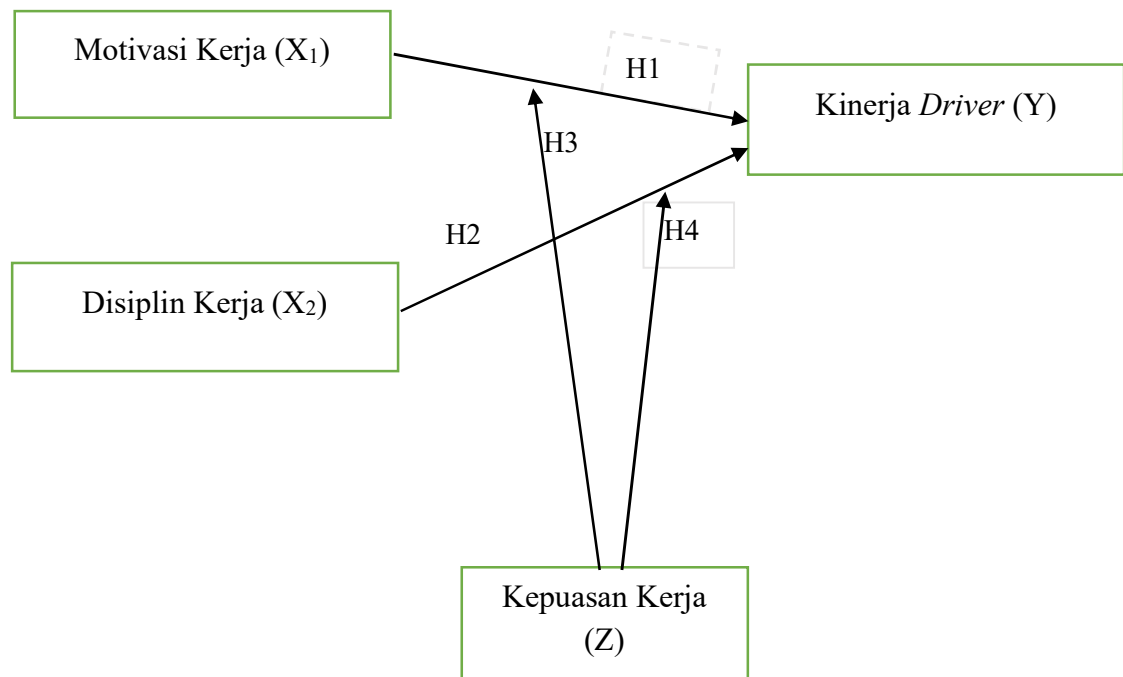 Motivasi Kerja (X₁)
H1
Kinerja Driver (Y)
H3
H2
H4
Disiplin Kerja (X₂)
Kepuasan Kerja
(Z)